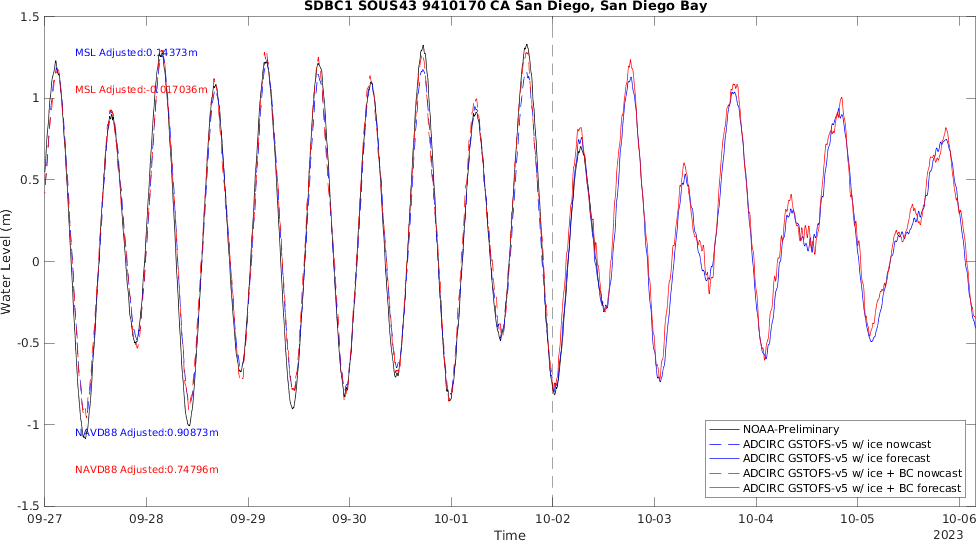 SDBC1 SOUS43 9410170 CA San Diego, San Diego Bay
1.5
MSL Adjusted:0.14373m
1
MSL Adjusted:-0.017036m
0.5
Water Level (m)
0
-0.5
-1
NAVD88 Adjusted:0.90873m
NAVD88 Adjusted:0.74796m
-1.5
NOAA-Preliminary
ADCIRC GSTOFS-v5 w/ ice nowcast
ADCIRC GSTOFS-v5 w/ ice forecast
ADCIRC GSTOFS-v5 w/ ice + BC nowcast
ADCIRC GSTOFS-v5 w/ ice + BC forecast
09-27 09-28 09-29 09-30 10-01 10-02 10-03 10-04 10-05 10-06
Time
2023